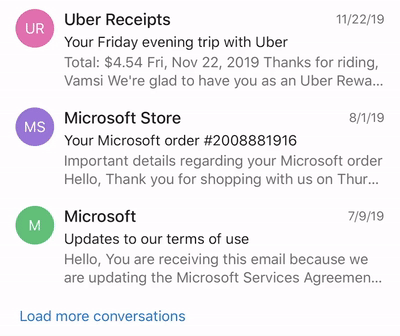 UR
Uber Receipts
11/22/19
Your Friday evening trip with Uber
Total: $4.54 Fri, Nov 22, 2019 Thanks for riding,
Vamsi We're glad to have you as an Uber Rewa...
MS
Microsoft Store
8/1/19
Your Microsoft order #2008881916
Important details regarding your Microsoft order
Hello, Thank you for shopping with us on Thur...
M
Microsoft
7/9/19
Updates to our terms of use
Hello, You are receiving this email because we
are updating the Microsoft Services Agreemen...
Load more conversations